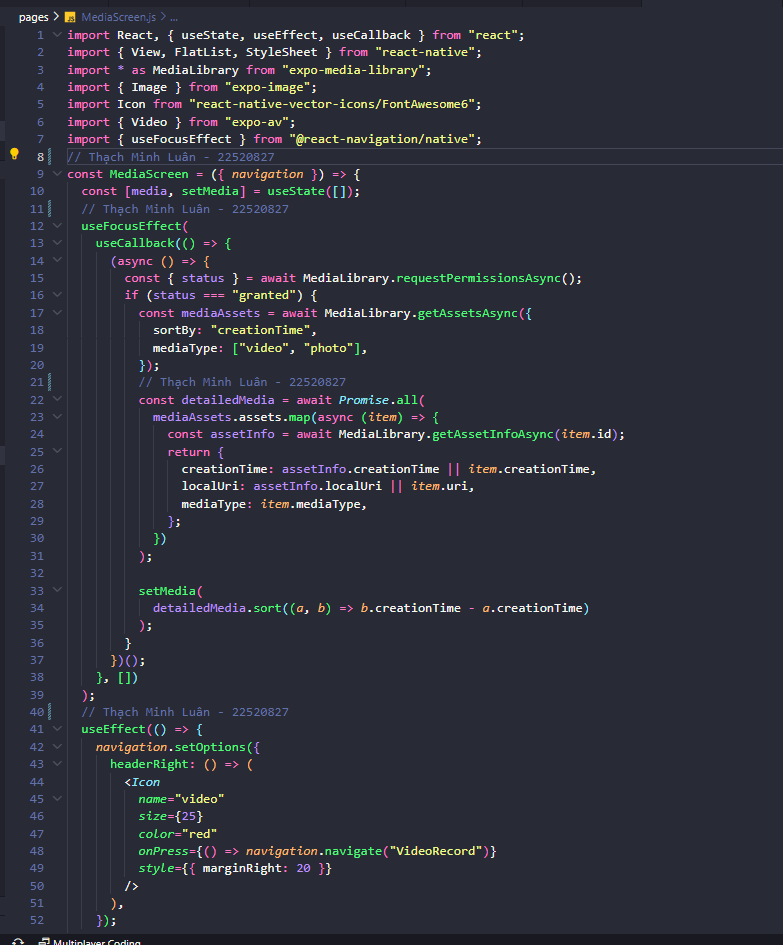 pages > MediaScreen.js > ...
1 import React, { useState, useEffect, useCallback } from "react";
2 import { View, FlatList, StyleSheet } from "react-native";
3 import * as MediaLibrary from "expo-media-library";
4 import { Image } from "expo-image";
5 import Icon from "react-native-vector-icons/FontAwesome6";
6 import { Video } from "expo-av";
7 import { useFocusEffect } from "@react-navigation/native";
8 // Thạch Minh Luân - 22520827
9 const MediaScreen = ({ navigation }) => {
10 const [media, setMedia] = useState([]);
11 // Thạch Minh Luân - 22520827
12 useFocusEffect(
13 useCallback(() => {
14 (async () => {
15 const { status } = await MediaLibrary.requestPermissionsAsync();
16 if (status === "granted") {
17 const mediaAssets = await MediaLibrary.getAssetsAsync({
18 sortBy: "creationTime",
19 mediaType: ["video", "photo"],
20 });
21 // Thạch Minh Luân - 22520827
22 const detailedMedia = await Promise.all(
23 mediaAssets.assets.map(async (item) => {
24 const assetInfo = await MediaLibrary.getAssetInfoAsync(item.id);
25 return {
26 creationTime: assetInfo.creationTime || item.creationTime,
27 localUri: assetInfo.localUri || item.uri,
28 mediaType: item.mediaType,
29 };
30 })
31 );
32
33 setMedia(
34 detailedMedia.sort((a, b) => b.creationTime - a.creationTime)
35 );
36 }
37 })();
38 }, [])
39 );
40 // Thạch Minh Luân - 22520827
41 useEffect(() => {
42 navigation.setOptions({
43 headerRight: () => (
44 <Icon
45 name="video"
46 size={25}
47 color="red"
48 onPress={() => navigation.navigate("VideoRecord")}
49 style={{ marginRight: 20 }}
50 />
51 ),
52 });
Multiplayer Coding